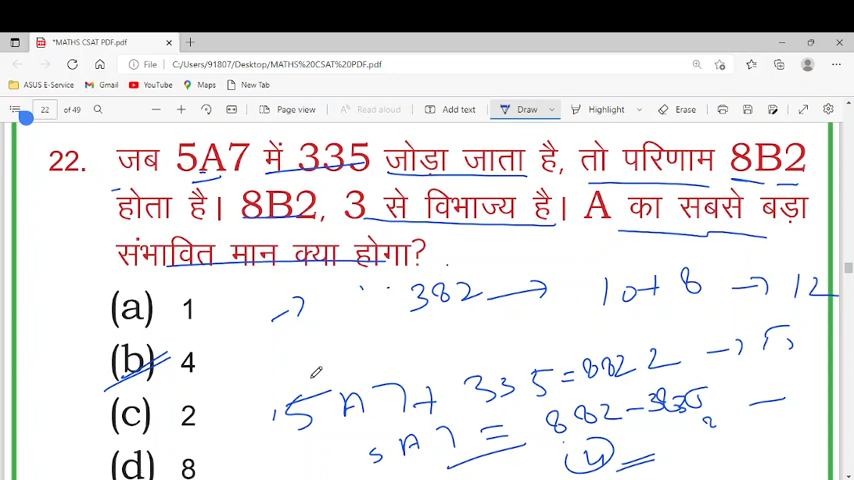 *MATHS CSAT PDF.pdf
File C:/Users/91807/Desktop/MATHS%20CSAT%20PDF.pdf
ASUS E-Service Gmail YouTube Maps New Tab
22 of 49 Page view Read aloud Add text Draw Highlight Erase
22. जब 5A7 में 335 जोड़ा जाता है, तो परिणाम 8B2
होता है। 8B2, 3 से विभाज्य है। A का सबसे बड़ा
संभावित मान क्या होगा?
382 → 10+8 → 12
(a) 1
(b) 4
5A7 + 335 = 882
(c) 2
5A7 = 882 - 335
(d) 8